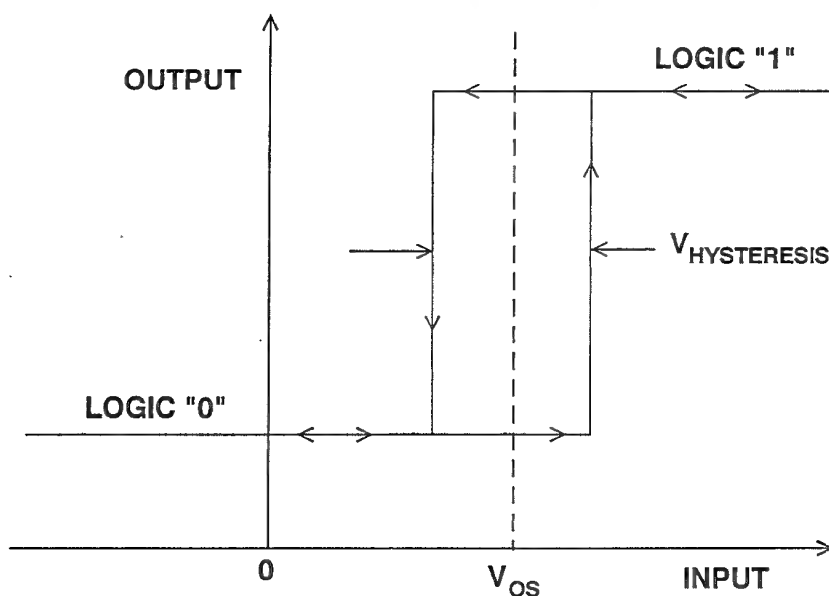 OUTPUT
LOGIC "1"
VHYSTERESIS
LOGIC "0"
0
VOS
INPUT